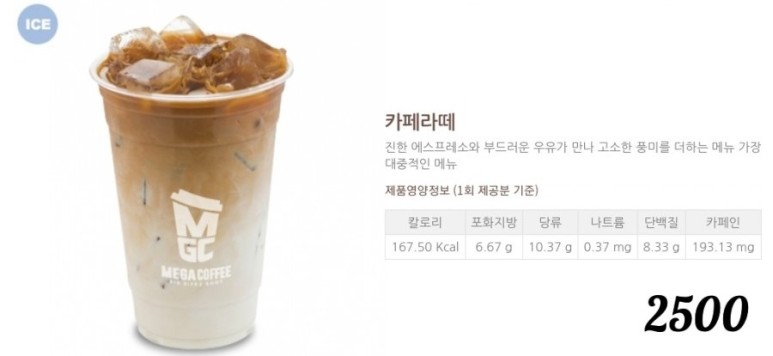 ICE
카페라떼
진한 에스프레소와 부드러운 우유가 만나 고소한 풍미를 더하는 메뉴 가장
대중적인 메뉴
제품영양정보 (1회 제공분 기준)
칼로리 포화지방 당류 나트륨 단백질 카페인
167.50 Kcal 6.67 g 10.37 g 0.37 mg 8.33 g 193.13 mg
MGC
MEGA COFFEE
2500